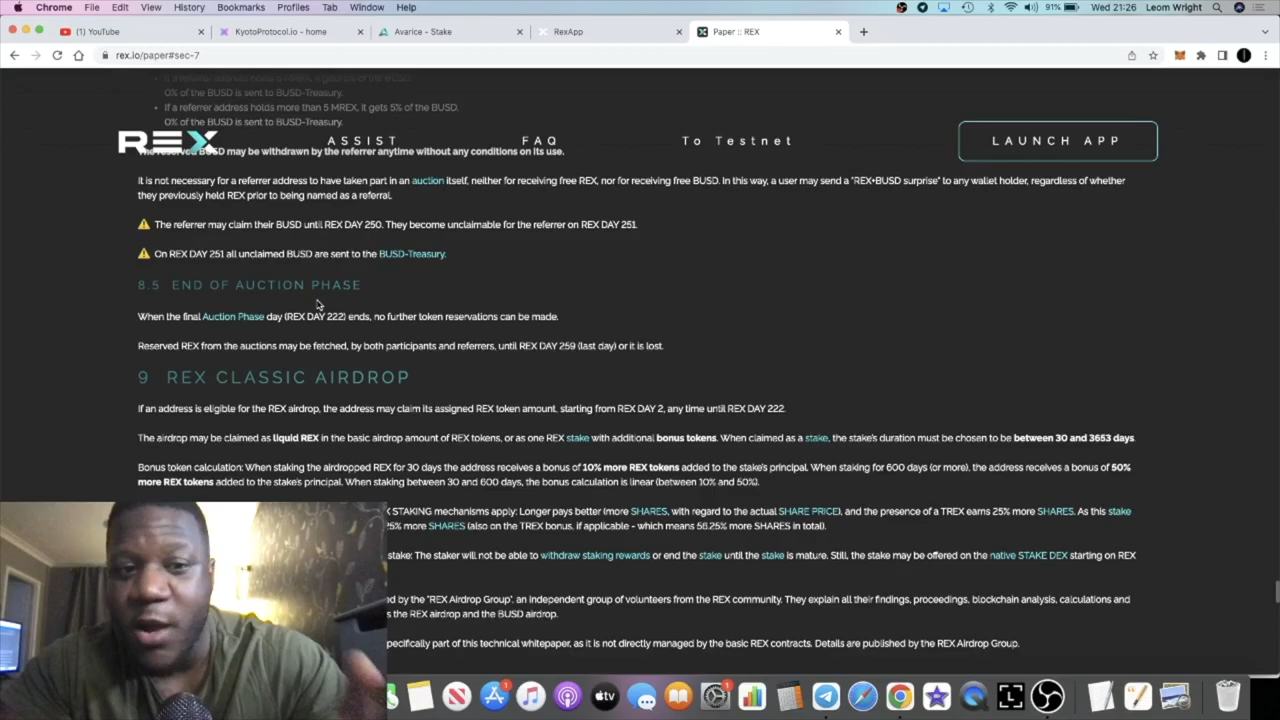 Chrome File Edit View History Bookmarks Profiles Tab Window Help 91% Wed 21:26 Leom Wright
(1) YouTube KyotoProtocol.io - home Avarice - Stake RexApp Paper :: REX
rex.io/paper#sec-7
0% of the BUSD is sent to BUSD-Treasury.
• If a referrer address holds more than 5 MREX, it gets 5% of the BUSD.
0% of the BUSD is sent to BUSD-Treasury.
REX ASSIST FAQ To Testnet LAUNCH APP
The reserved BUSD may be withdrawn by the referrer anytime without any conditions on its use.
It is not necessary for a referrer address to have taken part in an auction itself, neither for receiving free REX, nor for receiving free BUSD. In this way, a user may send a "REX+BUSD surprise" to any wallet holder, regardless of whether
they previously held REX prior to being named as a referral.
⚠ The referrer may claim their BUSD until REX DAY 250. They become unclaimable for the referrer on REX DAY 251.
⚠ On REX DAY 251 all unclaimed BUSD are sent to the BUSD-Treasury.
8.5 END OF AUCTION PHASE
When the final Auction Phase day (REX DAY 222) ends, no further token reservations can be made.
Reserved REX from the auctions may be fetched, by both participants and referrers, until REX DAY 259 (last day) or it is lost.
9 REX CLASSIC AIRDROP
If an address is eligible for the REX airdrop, the address may claim its assigned REX token amount, starting from REX DAY 2, any time until REX DAY 222.
The airdrop may be claimed as liquid REX in the basic airdrop amount of REX tokens, or as one REX stake with additional bonus tokens. When claimed as a stake, the stake's duration must be chosen to be between 30 and 3653 days.
Bonus token calculation: When staking the airdropped REX for 30 days the address receives a bonus of 10% more REX tokens added to the stake's principal. When staking for 600 days (or more), the address receives a bonus of 50%
more REX tokens added to the stake's principal. When staking between 30 and 600 days, the bonus calculation is linear (between 10% and 50%).
X STAKING mechanisms apply: Longer pays better (more SHARES, with regard to the actual SHARE PRICE), and the presence of a TREX earns 25% more SHARES. As this stake
25% more SHARES (also on the TREX bonus, if applicable - which means 56.25% more SHARES in total).
stake: The staker will not be able to withdraw staking rewards or end the stake until the stake is mature. Still, the stake may be offered on the native STAKE DEX starting on REX
ed by the "REX Airdrop Group", an independent group of volunteers from the REX community. They explain all their findings, proceedings, blockchain analysis, calculations and
s the REX airdrop and the BUSD airdrop.
specifically part of this technical whitepaper, as it is not directly managed by the basic REX contracts. Details are published by the REX Airdrop Group.
tv